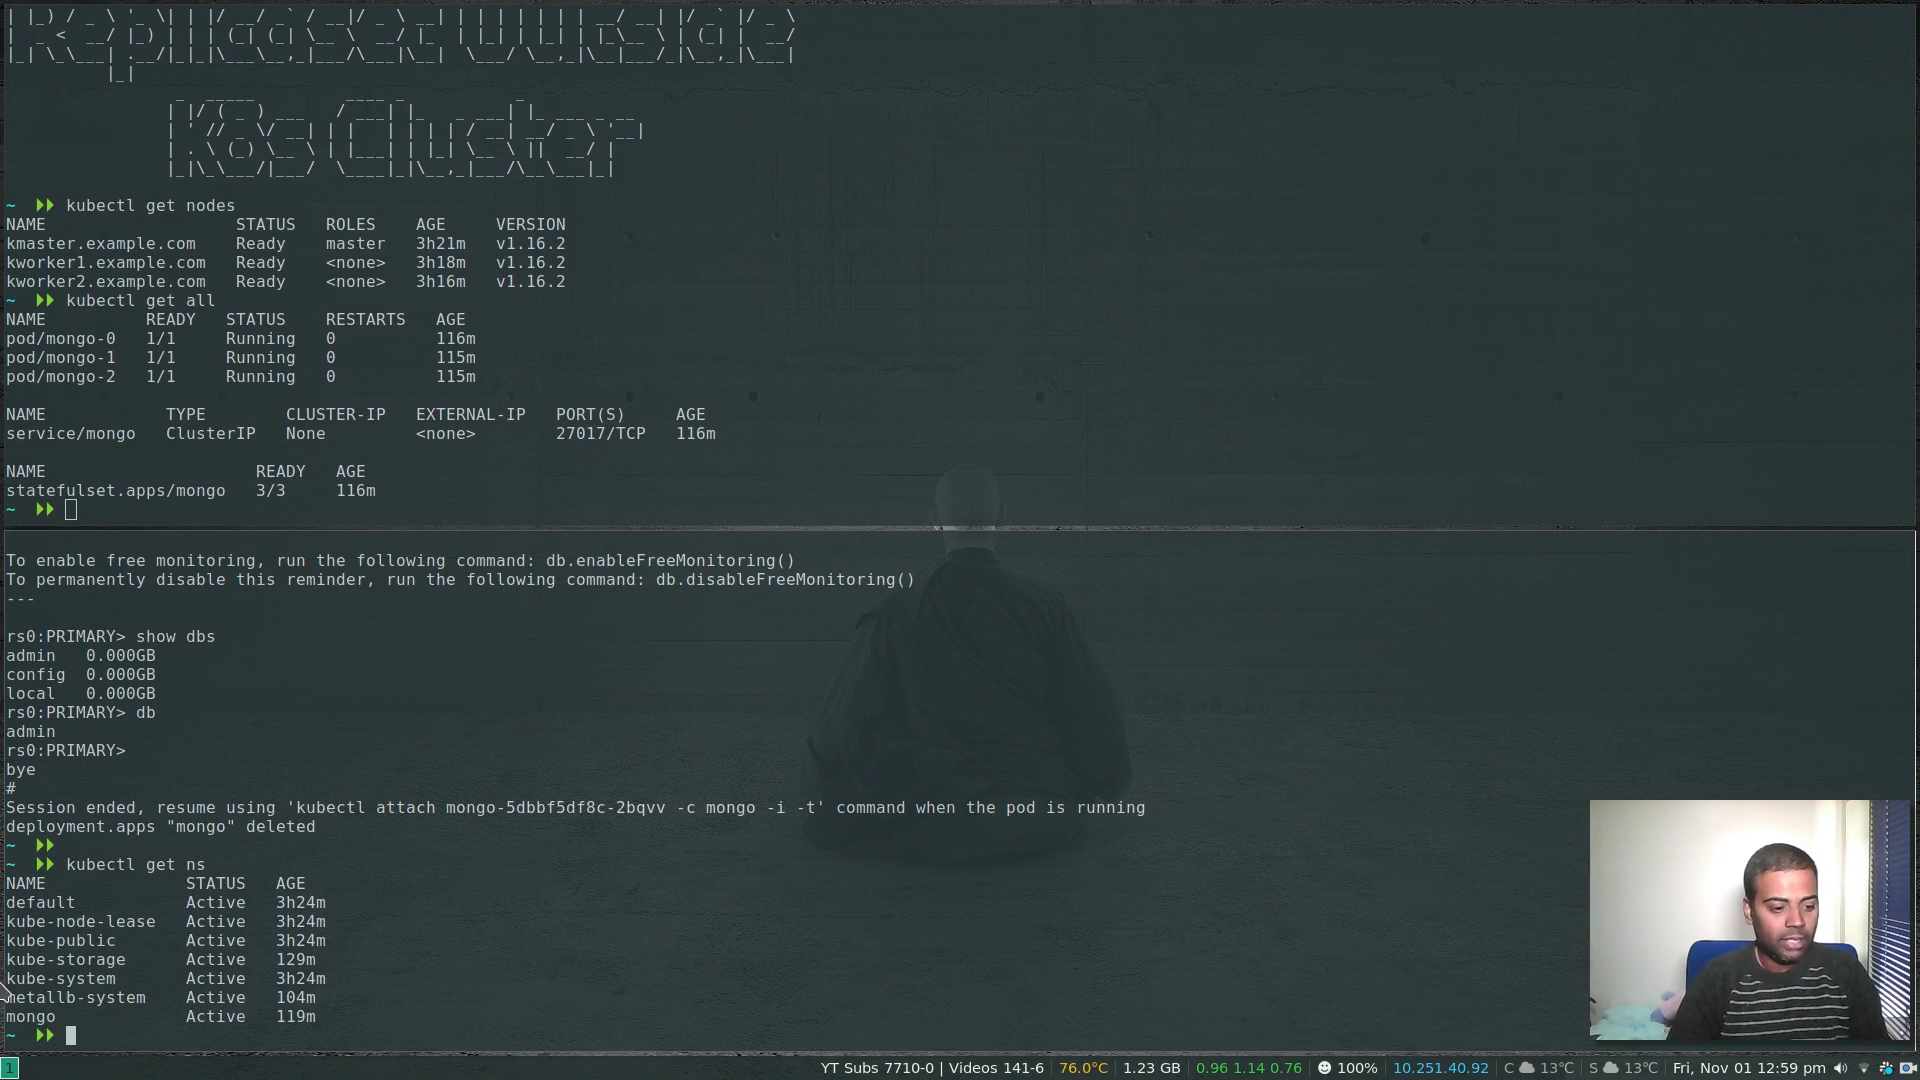 Replicaset Outside
K8s Cluster
~ kubectl get nodes
NAME STATUS ROLES AGE VERSION
kmaster.example.com Ready master 3h21m v1.16.2
kworker1.example.com Ready <none> 3h18m v1.16.2
kworker2.example.com Ready <none> 3h16m v1.16.2
~ kubectl get all
NAME READY STATUS RESTARTS AGE
pod/mongo-0 1/1 Running 0 116m
pod/mongo-1 1/1 Running 0 115m
pod/mongo-2 1/1 Running 0 115m
NAME TYPE CLUSTER-IP EXTERNAL-IP PORT(S) AGE
service/mongo ClusterIP None <none> 27017/TCP 116m
NAME READY AGE
statefulset.apps/mongo 3/3 116m
~
To enable free monitoring, run the following command: db.enableFreeMonitoring()
To permanently disable this reminder, run the following command: db.disableFreeMonitoring()
---
rs0:PRIMARY> show dbs
admin 0.000GB
config 0.000GB
local 0.000GB
rs0:PRIMARY> db
admin
rs0:PRIMARY>
bye
#
Session ended, resume using 'kubectl attach mongo-5dbbf5df8c-2bqvv -c mongo -i -t' command when the pod is running
deployment.apps "mongo" deleted
~
~ kubectl get ns
NAME STATUS AGE
default Active 3h24m
kube-node-lease Active 3h24m
kube-public Active 3h24m
kube-storage Active 129m
kube-system Active 3h24m
metallb-system Active 104m
mongo Active 119m
~
1 YT Subs 7710-0 | Videos 141-6 76.0°C 1.23 GB 0.96 1.14 0.76 100% 10.251.40.92 C 13°C S 13°C Fri, Nov 01 12:59 pm